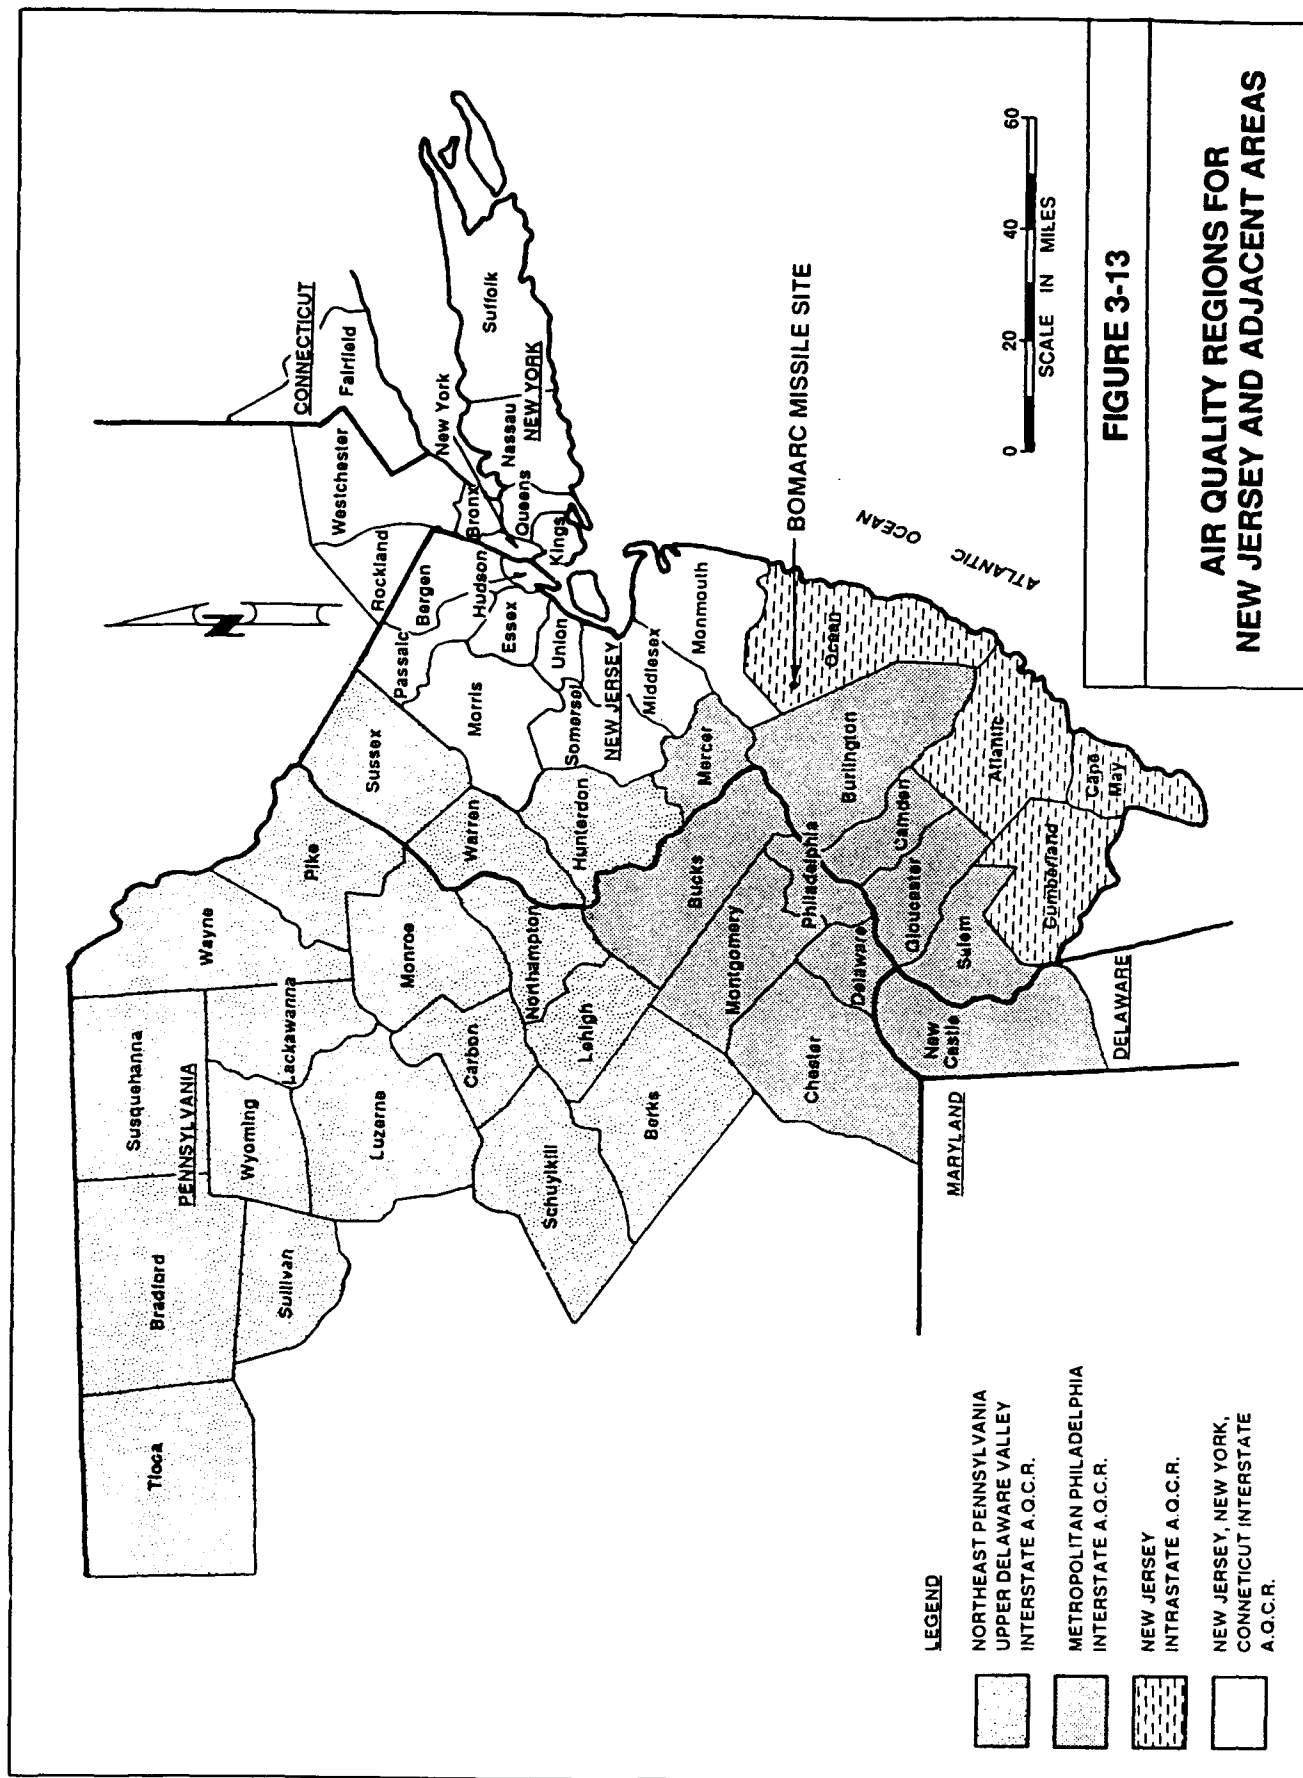 CONNECTICUT
Fairfield
Westchester
Rockland
New York
Bronx
Suffolk
Nassau
NEW YORK
Queens
Kings
Hudson
Bergen
Passaic
Essex
Union
Morris
Somerset
NEW JERSEY
Middlesex
Monmouth
Sussex
Warren
Hunterdon
Mercer
Ocean
Burlington
Camden
Gloucester
Salem
Atlantic
Cape
May
Cumberland
Pike
Wayne
Monroe
Susquehanna
Lackawanna
PENNSYLVANIA
Wyoming
Luzerne
Carbon
Northampton
Lehigh
Bucks
Montgomery
Philadelphia
Delaware
Chester
Berks
Schuylkill
Bradford
Sullivan
Tioga
New
Castle
DELAWARE
MARYLAND
N
BOMARC MISSILE SITE
ATLANTIC OCEAN
0 20 40 60
SCALE IN MILES
LEGEND
NORTHEAST PENNSYLVANIA
UPPER DELAWARE VALLEY
INTERSTATE A.Q.C.R.
METROPOLITAN PHILADELPHIA
INTERSTATE A.Q.C.R.
NEW JERSEY
INTRASTATE A.Q.C.R.
NEW JERSEY, NEW YORK,
CONNETICUT INTERSTATE
A.Q.C.R.
FIGURE 3-13
AIR QUALITY REGIONS FOR
NEW JERSEY AND ADJACENT AREAS